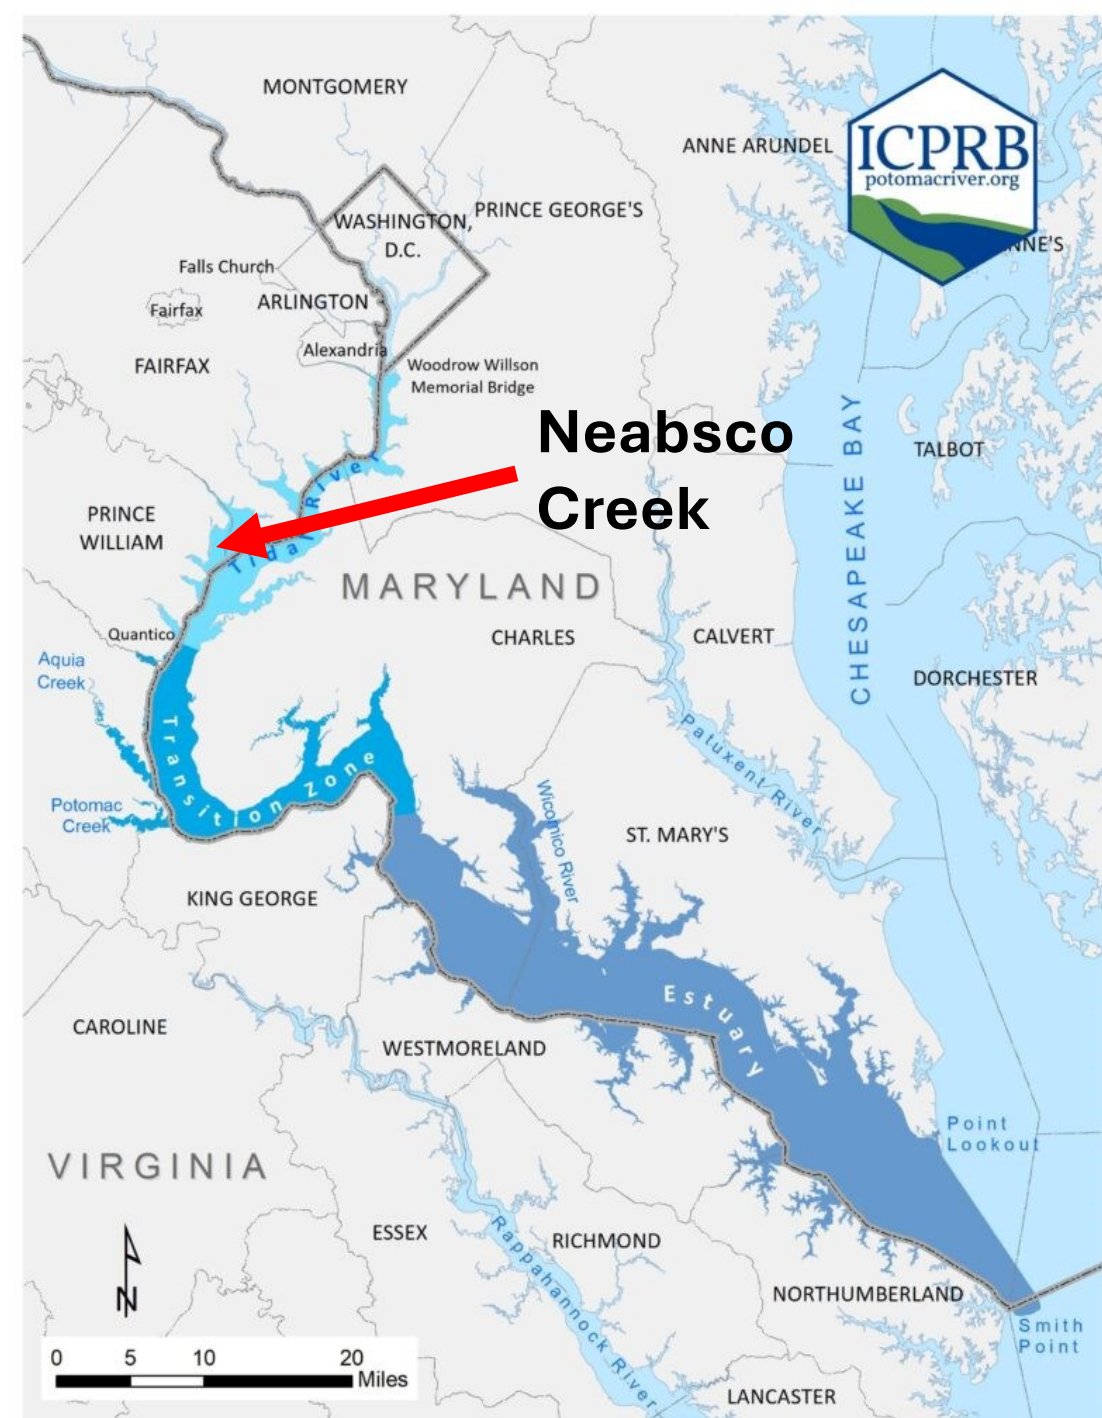 MONTGOMERY
ANNE ARUNDEL
ICPRB
potomacriver.org
NNE'S
WASHINGTON,
D.C.
PRINCE GEORGE'S
Falls Church
ARLINGTON
Fairfax
Alexandria
FAIRFAX
Woodrow Willson
Memorial Bridge
Neabsco
Creek
TALBOT
CHESAPEAKE BAY
Tidal River
PRINCE
WILLIAM
MARYLAND
CHARLES
CALVERT
Quantico
Aquia
Creek
DORCHESTER
Transition Zone
Patuxent River
Potomac
Creek
Wicomico River
ST. MARY'S
KING GEORGE
Estuary
CAROLINE
WESTMORELAND
Point
Lookout
VIRGINIA
ESSEX
Rappahannock River
RICHMOND
NORTHUMBERLAND
N
Smith
Point
0 5 10 20
Miles
LANCASTER